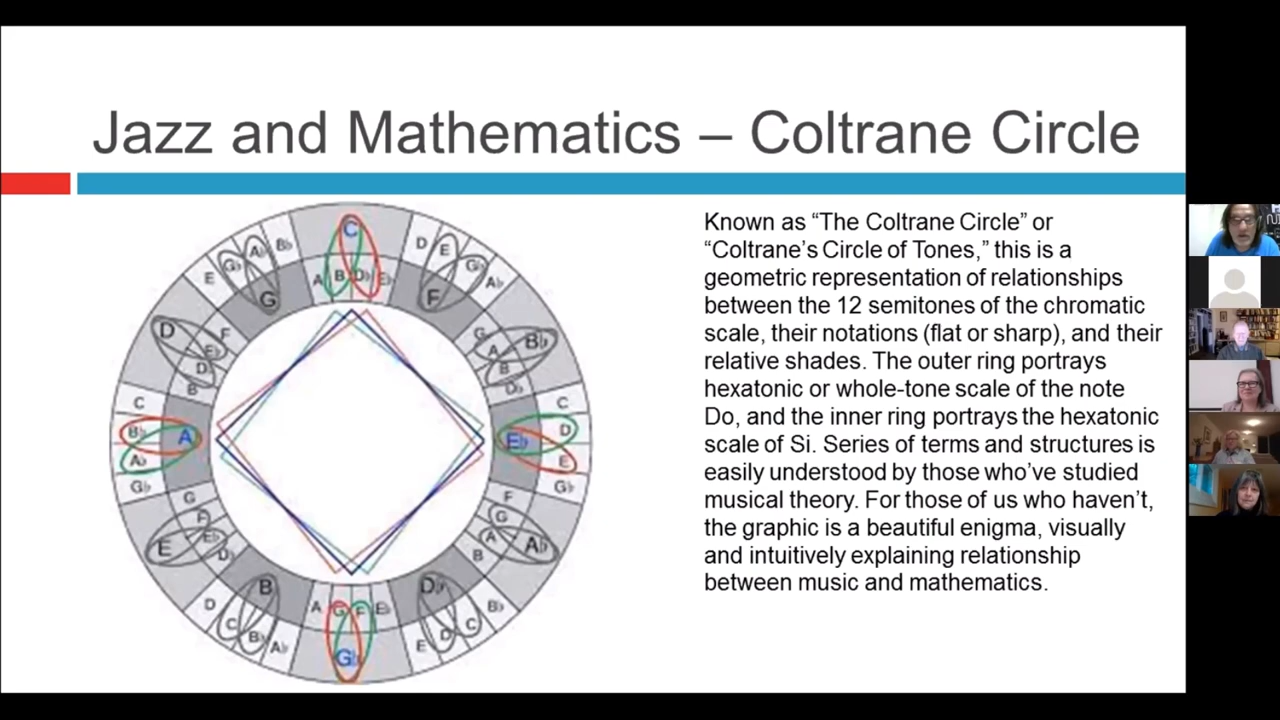 Jazz and Mathematics – Coltrane Circle
Known as “The Coltrane Circle” or
“Coltrane’s Circle of Tones,” this is a
geometric representation of relationships
between the 12 semitones of the chromatic
scale, their notations (flat or sharp), and their
relative shades. The outer ring portrays
hexatonic or whole-tone scale of the note
Do, and the inner ring portrays the hexatonic
scale of Si. Series of terms and structures is
easily understood by those who’ve studied
musical theory. For those of us who haven’t,
the graphic is a beautiful enigma, visually
and intuitively explaining relationship
between music and mathematics.
C
A B D♭ E♭
D E G♭ A♭
F
G A B D♭
B♭
C D E G♭
E♭
F G A B
A♭
B♭ C D E
D♭
A G F E♭
G♭
D C B♭ A♭
B
G F E♭ D♭
E
C B♭ A♭ G♭
A
F E♭ D♭ B
D
E G♭ A♭ B♭
G